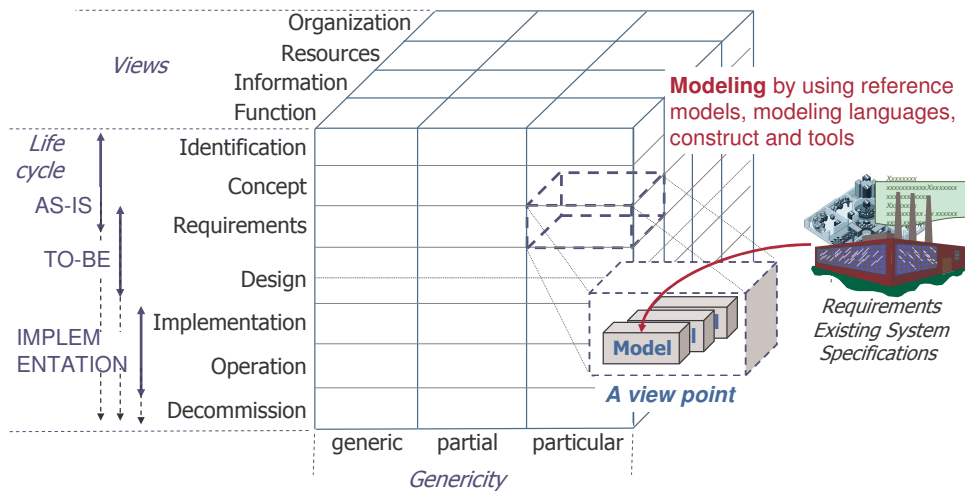 Organization
Resources
Views
Information
Function
Modeling by using reference
models, modeling languages,
construct and tools
Life
cycle
Identification
Concept
AS-IS
Requirements
TO-BE
Design
IMPLEM
ENTATION
Implementation
Operation
Decommission
Model
l
l
A view point
Xxxxxxxx
Requirements
Existing System
Specifications
generic
partial
particular
Genericity